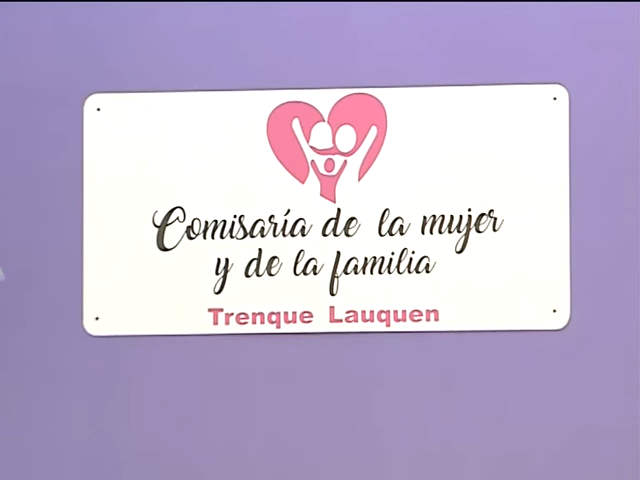 Comisaría de la mujer
y de la familia
Trenque Lauquen